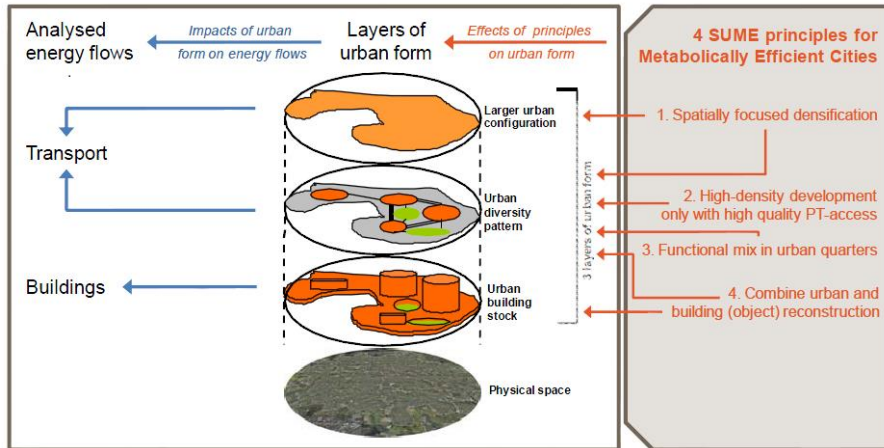 Analysed
energy flows
Impacts of urban
form on energy flows
Layers of
urban form
Effects of principles
on urban form
4 SUME principles for
Metabolically Efficient Cities
Larger urban
configuration
1. Spatially focused densification
Transport
Urban
diversity
pattern
3 layers of urban form
2. High-density development
only with high quality PT-access
3. Functional mix in urban quarters
Buildings
Urban
building
stock
4. Combine urban and
building (object) reconstruction
Physical space